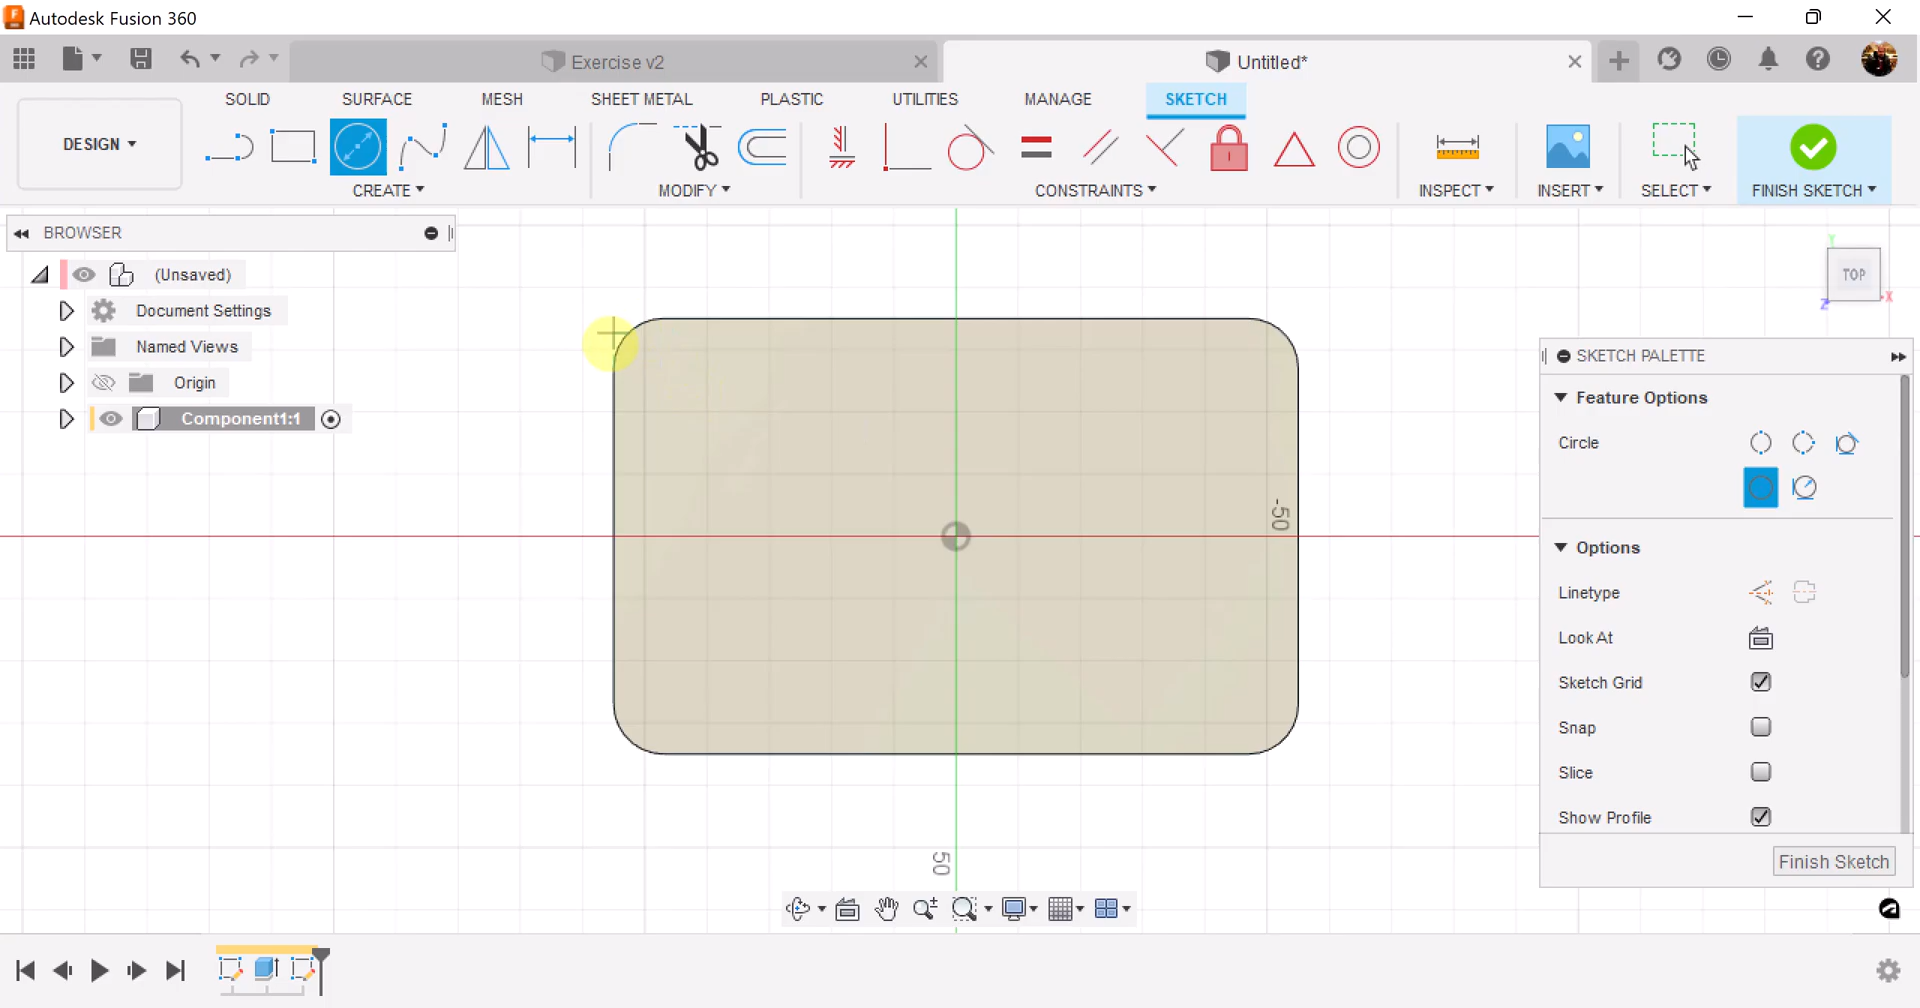 Autodesk Fusion 360
Exercise v2
Untitled*
SOLID
SURFACE
MESH
SHEET METAL
PLASTIC
UTILITIES
MANAGE
SKETCH
DESIGN
CREATE
MODIFY
CONSTRAINTS
INSPECT
INSERT
SELECT
FINISH SKETCH
BROWSER
(Unsaved)
Document Settings
Named Views
Origin
Component1:1
Y
TOP
Z
X
SKETCH PALETTE
Feature Options
Circle
Options
Linetype
Look At
Sketch Grid
Snap
Slice
Show Profile
Finish Sketch
-50
50